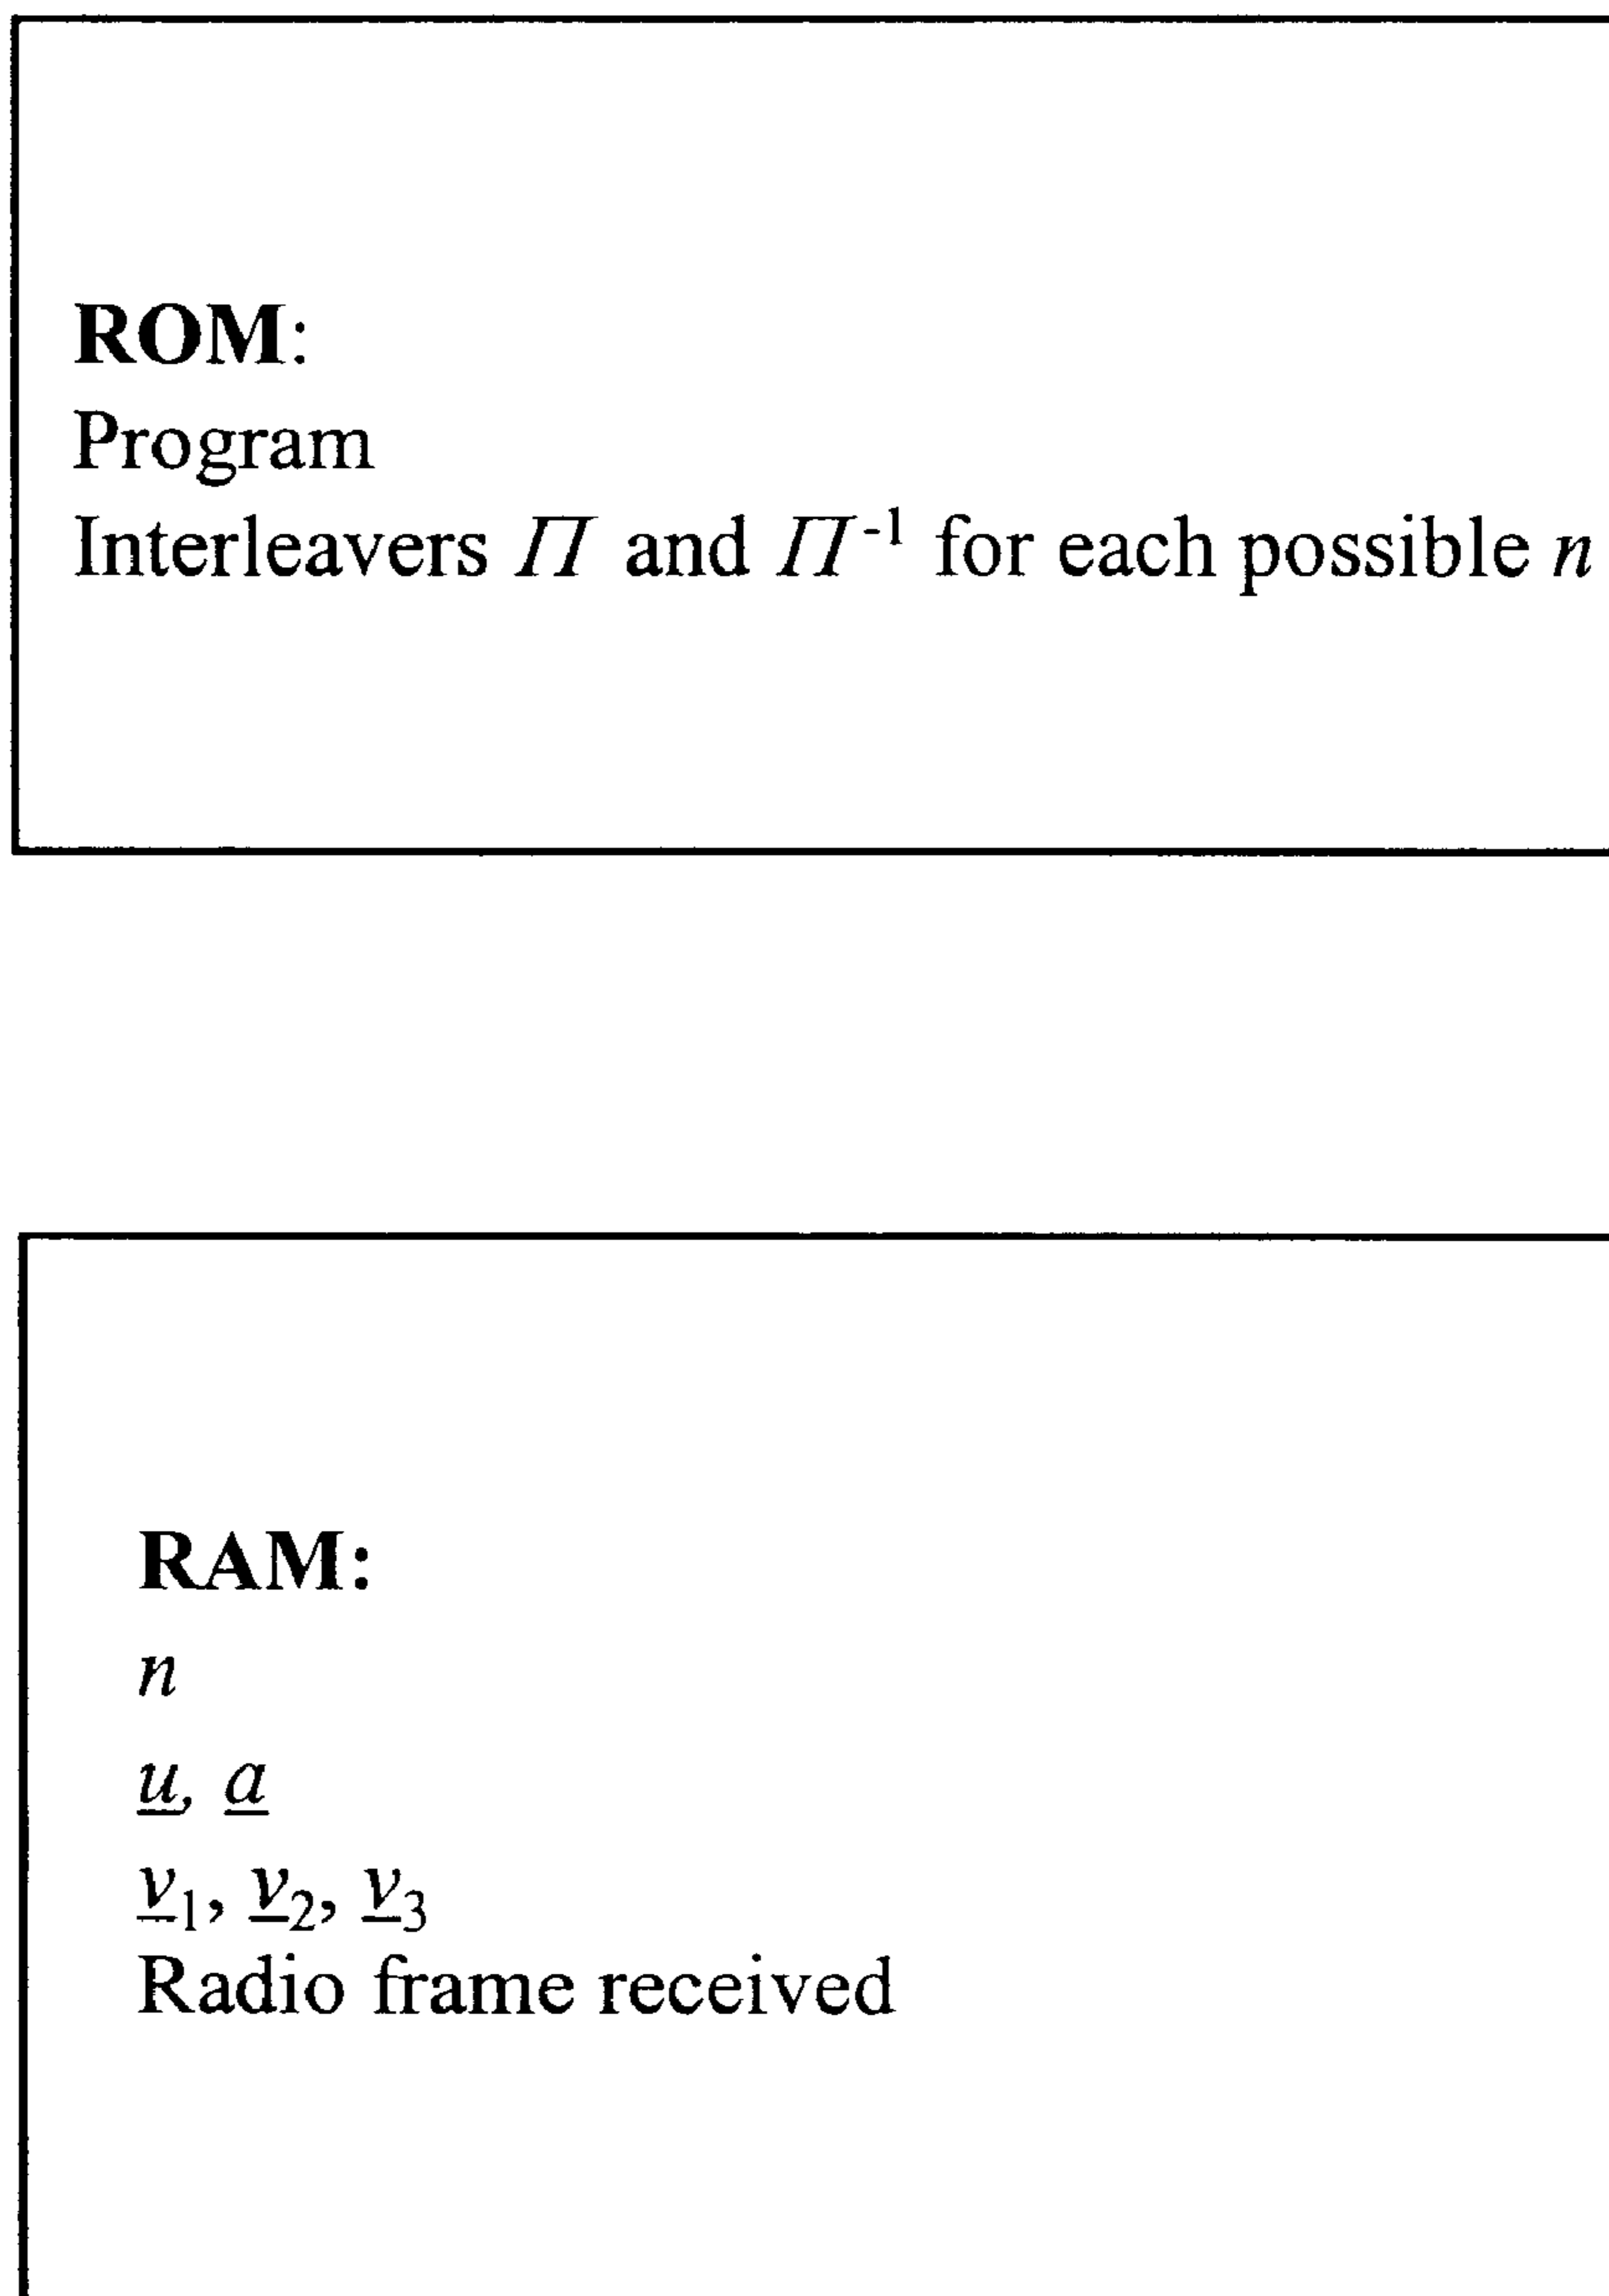 ROM:
Program
Interleavers Π and Π⁻¹ for each possible n
RAM:
n
u, a
v₁, v₂, v₃
Radio frame received